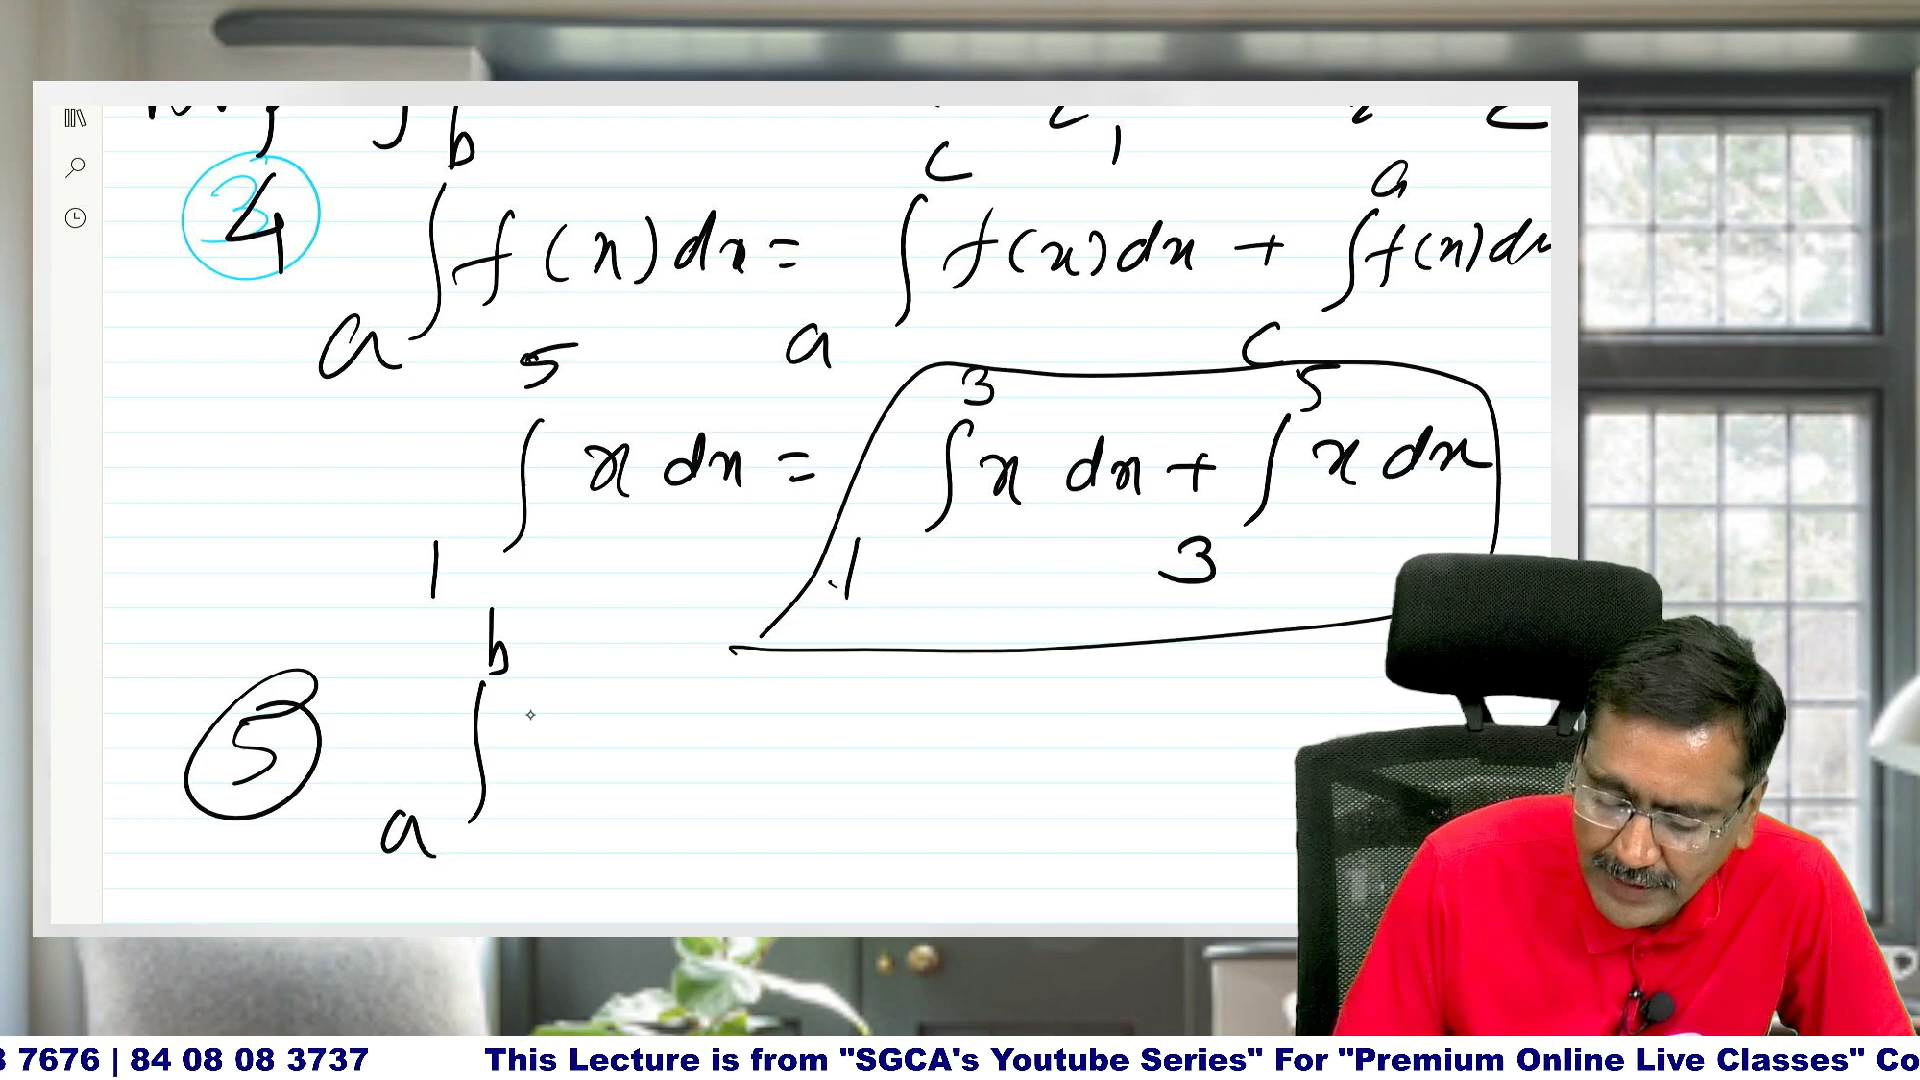 b c a
④ ∫ f(x)dx = ∫ f(x)dx + ∫ f(x)dx
a a c
5 3 5
∫ x dx = ∫ x dx + ∫ x dx
1 1 3
b
⑤ ∫
a
3 7676 | 84 08 08 3737 This Lecture is from "SGCA's Youtube Series" For "Premium Online Live Classes" Co